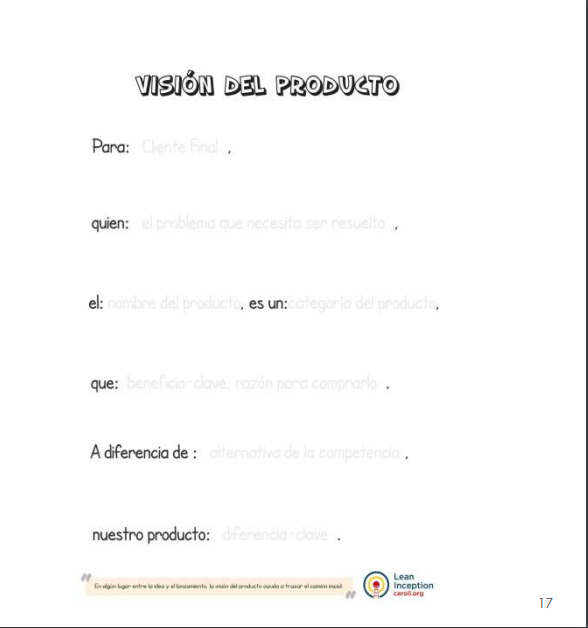 VISIÓN DEL PRODUCTO
Para: Cliente Final ,
quien: el problema que necesita ser resuelto ,
el: nombre del producto, es un:categoría del producto,
que: beneficio-clave, razón para comprarlo .
A diferencia de : alternativa de la competencia ,
nuestro producto: diferencia-clave .
En algún lugar entre la idea y el lanzamiento, la visión del producto ayuda a trazar el camino inicial.
Lean
Inception
caroli.org
17